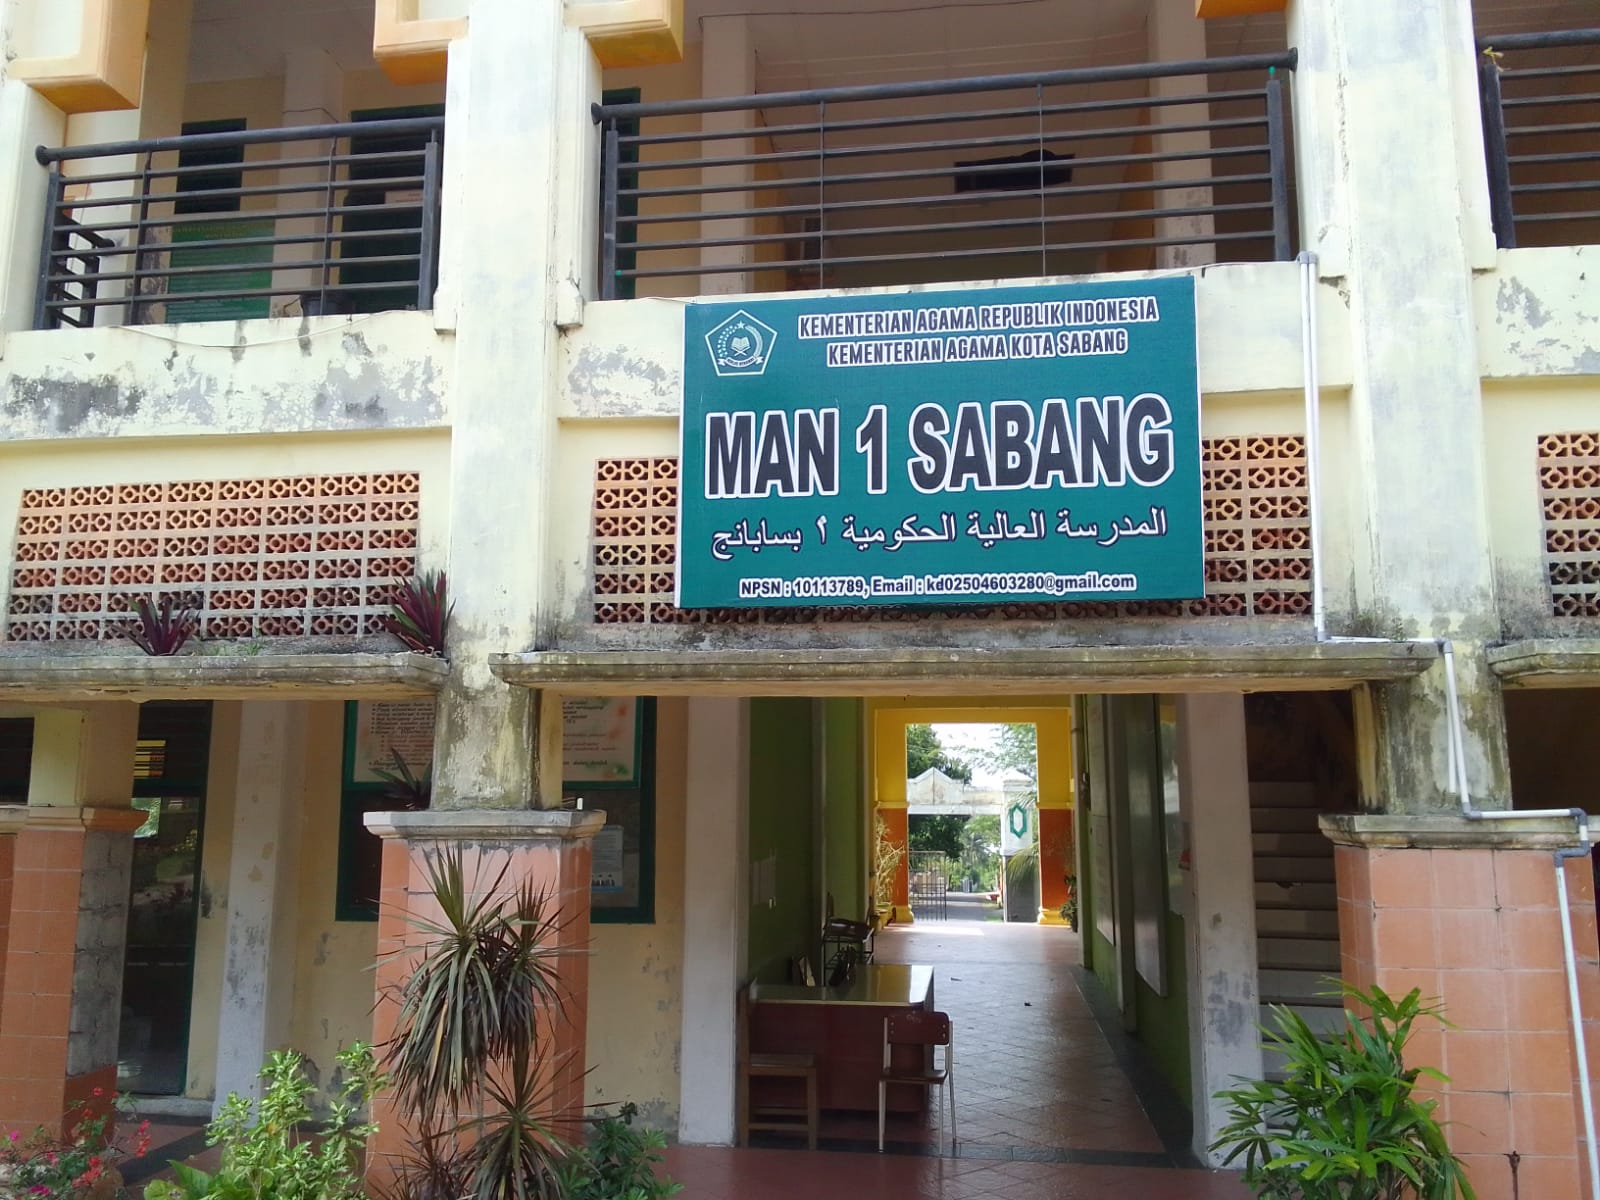 KEMENTERIAN AGAMA REPUBLIK INDONESIA
KEMENTERIAN AGAMA KOTA SABANG
MAN 1 SABANG
المدرسة العالية الحكومية ١ بسابانج
NPSN : 10113789, Email : kd02504603280@gmail.com